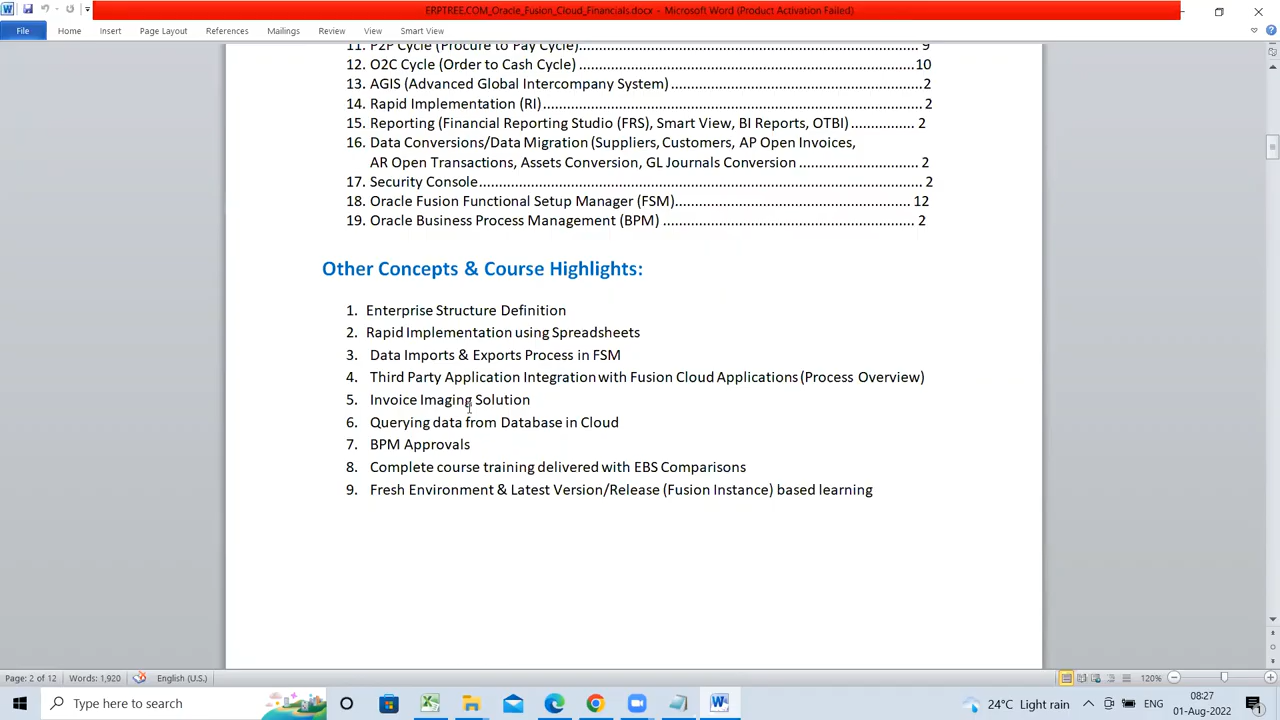 ERPTREE.COM_Oracle_Fusion_Cloud_Financials.docx - Microsoft Word (Product Activation Failed)
File Home Insert Page Layout References Mailings Review View Smart View
11. P2P Cycle (Procure to Pay Cycle)........................................................................... 9
12. O2C Cycle (Order to Cash Cycle) ...........................................................................10
13. AGIS (Advanced Global Intercompany System) ........................................................2
14. Rapid Implementation (RI)..................................................................................... 2
15. Reporting (Financial Reporting Studio (FRS), Smart View, BI Reports, OTBI) ............... 2
16. Data Conversions/Data Migration (Suppliers, Customers, AP Open Invoices,
AR Open Transactions, Assets Conversion, GL Journals Conversion ........................... 2
17. Security Console.................................................................................................... 2
18. Oracle Fusion Functional Setup Manager (FSM)..................................................... 12
19. Oracle Business Process Management (BPM) ......................................................... 2
Other Concepts & Course Highlights:
1. Enterprise Structure Definition
2. Rapid Implementation using Spreadsheets
3. Data Imports & Exports Process in FSM
4. Third Party Application Integration with Fusion Cloud Applications (Process Overview)
5. Invoice Imaging Solution
6. Querying data from Database in Cloud
7. BPM Approvals
8. Complete course training delivered with EBS Comparisons
9. Fresh Environment & Latest Version/Release (Fusion Instance) based learning
Page: 2 of 12 Words: 1,920 English (U.S.) 120%
Type here to search 24°C Light rain ENG 08:27
01-Aug-2022